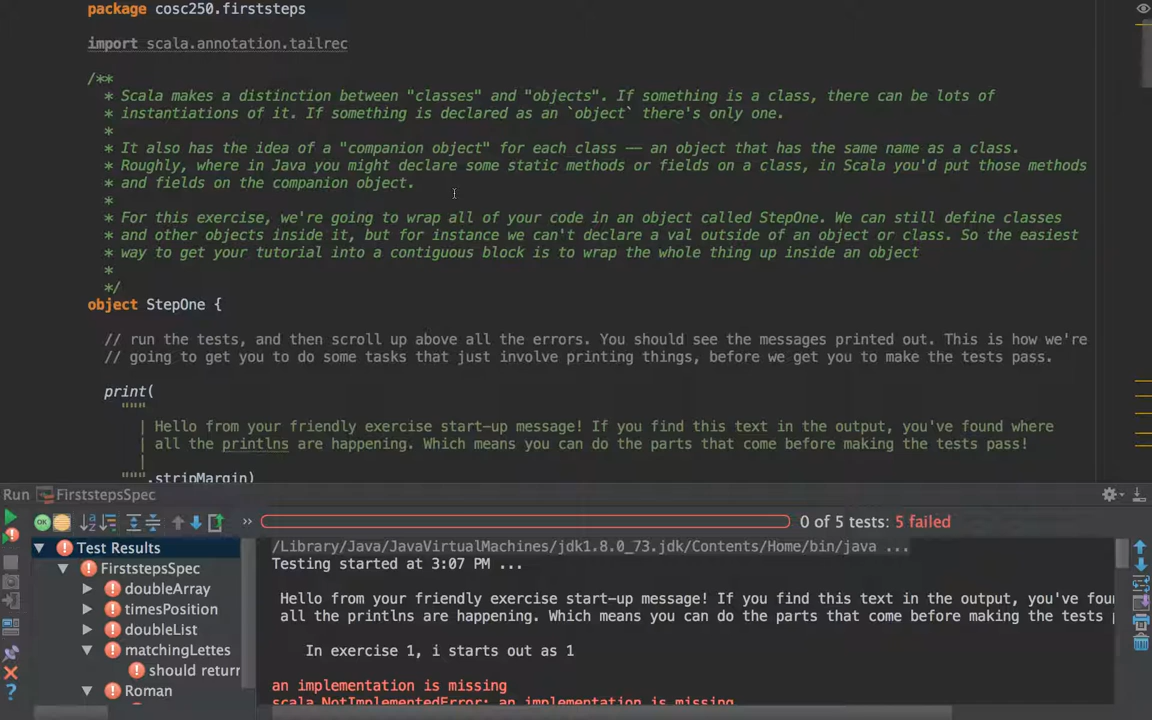 package cosc250.firststeps
import scala.annotation.tailrec
/**
* Scala makes a distinction between "classes" and "objects". If something is a class, there can be lots of
* instantiations of it. If something is declared as an `object` there's only one.
*
* It also has the idea of a "companion object" for each class -- an object that has the same name as a class.
* Roughly, where in Java you might declare some static methods or fields on a class, in Scala you'd put those methods
* and fields on the companion object.
*
* For this exercise, we're going to wrap all of your code in an object called StepOne. We can still define classes
* and other objects inside it, but for instance we can't declare a val outside of an object or class. So the easiest
* way to get your tutorial into a contiguous block is to wrap the whole thing up inside an object
*
*/
object StepOne {
// run the tests, and then scroll up above all the errors. You should see the messages printed out. This is how we're
// going to get you to do some tasks that just involve printing things, before we get you to make the tests pass.
print(
"""
| Hello from your friendly exercise start-up message! If you find this text in the output, you've found where
| all the printlns are happening. Which means you can do the parts that come before making the tests pass!
|
""".stripMargin)
Run FirststepsSpec
0 of 5 tests: 5 failed
Test Results
FirststepsSpec
doubleArray
timesPosition
doubleList
matchingLettes
should return
Roman
/Library/Java/JavaVirtualMachines/jdk1.8.0_73.jdk/Contents/Home/bin/java ...
Testing started at 3:07 PM ...
Hello from your friendly exercise start-up message! If you find this text in the output, you've foun
all the printlns are happening. Which means you can do the parts that come before making the tests p
In exercise 1, i starts out as 1
an implementation is missing
scala.NotImplementedError: an implementation is missing